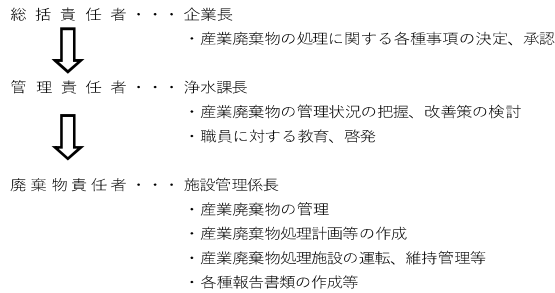 総括責任者・・・企業長
・産業廃棄物の処理に関する各種事項の決定、承認
管理責任者・・・浄水課長
・産業廃棄物の管理状況の把握、改善策の検討
・職員に対する教育、啓発
廃棄物責任者・・・施設管理係長
・産業廃棄物の管理
・産業廃棄物処理計画等の作成
・産業廃棄物処理施設の運転、維持管理等
・各種報告書類の作成等